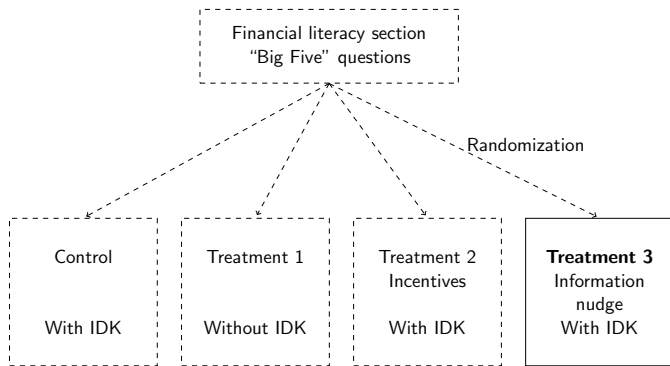 Financial literacy section
“Big Five” questions
Randomization
Control
With IDK
Treatment 1
Without IDK
Treatment 2
Incentives
With IDK
Treatment 3
Information
nudge
With IDK